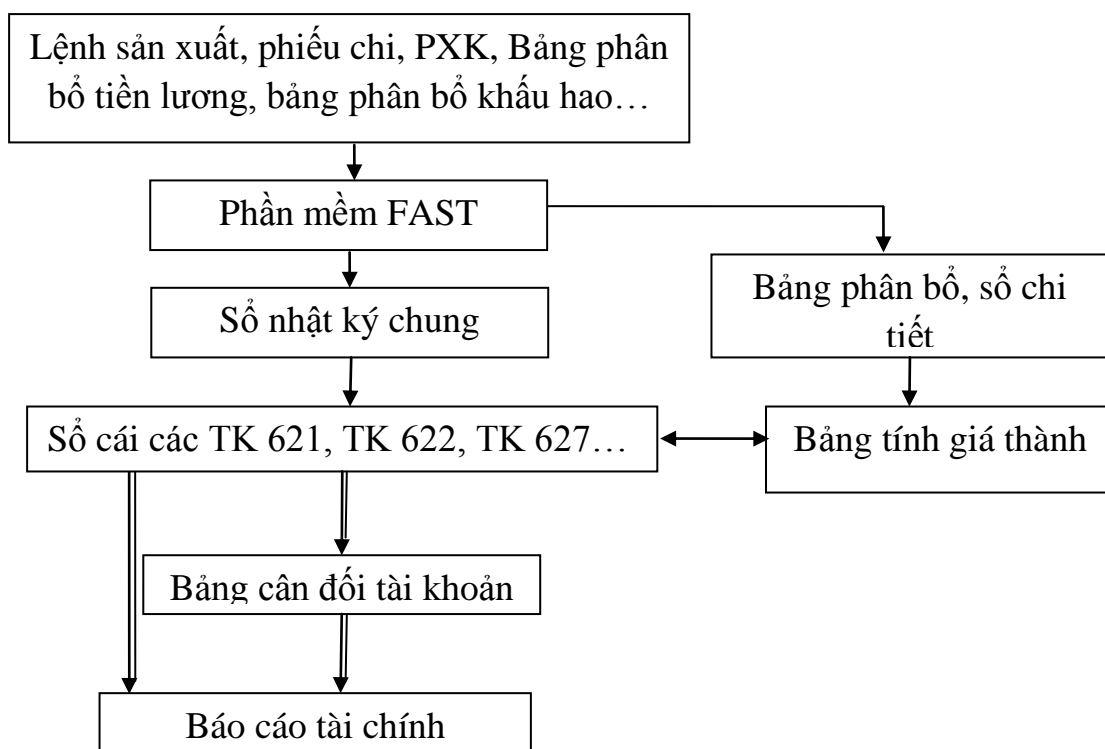 Lệnh sản xuất, phiếu chi, PXK, Bảng phân
bổ tiền lương, bảng phân bổ khấu hao…
Phần mềm FAST
Bảng phân bổ, sổ chi
tiết
Sổ nhật ký chung
Sổ cái các TK 621, TK 622, TK 627…
Bảng tính giá thành
Bảng cân đối tài khoản
Báo cáo tài chính